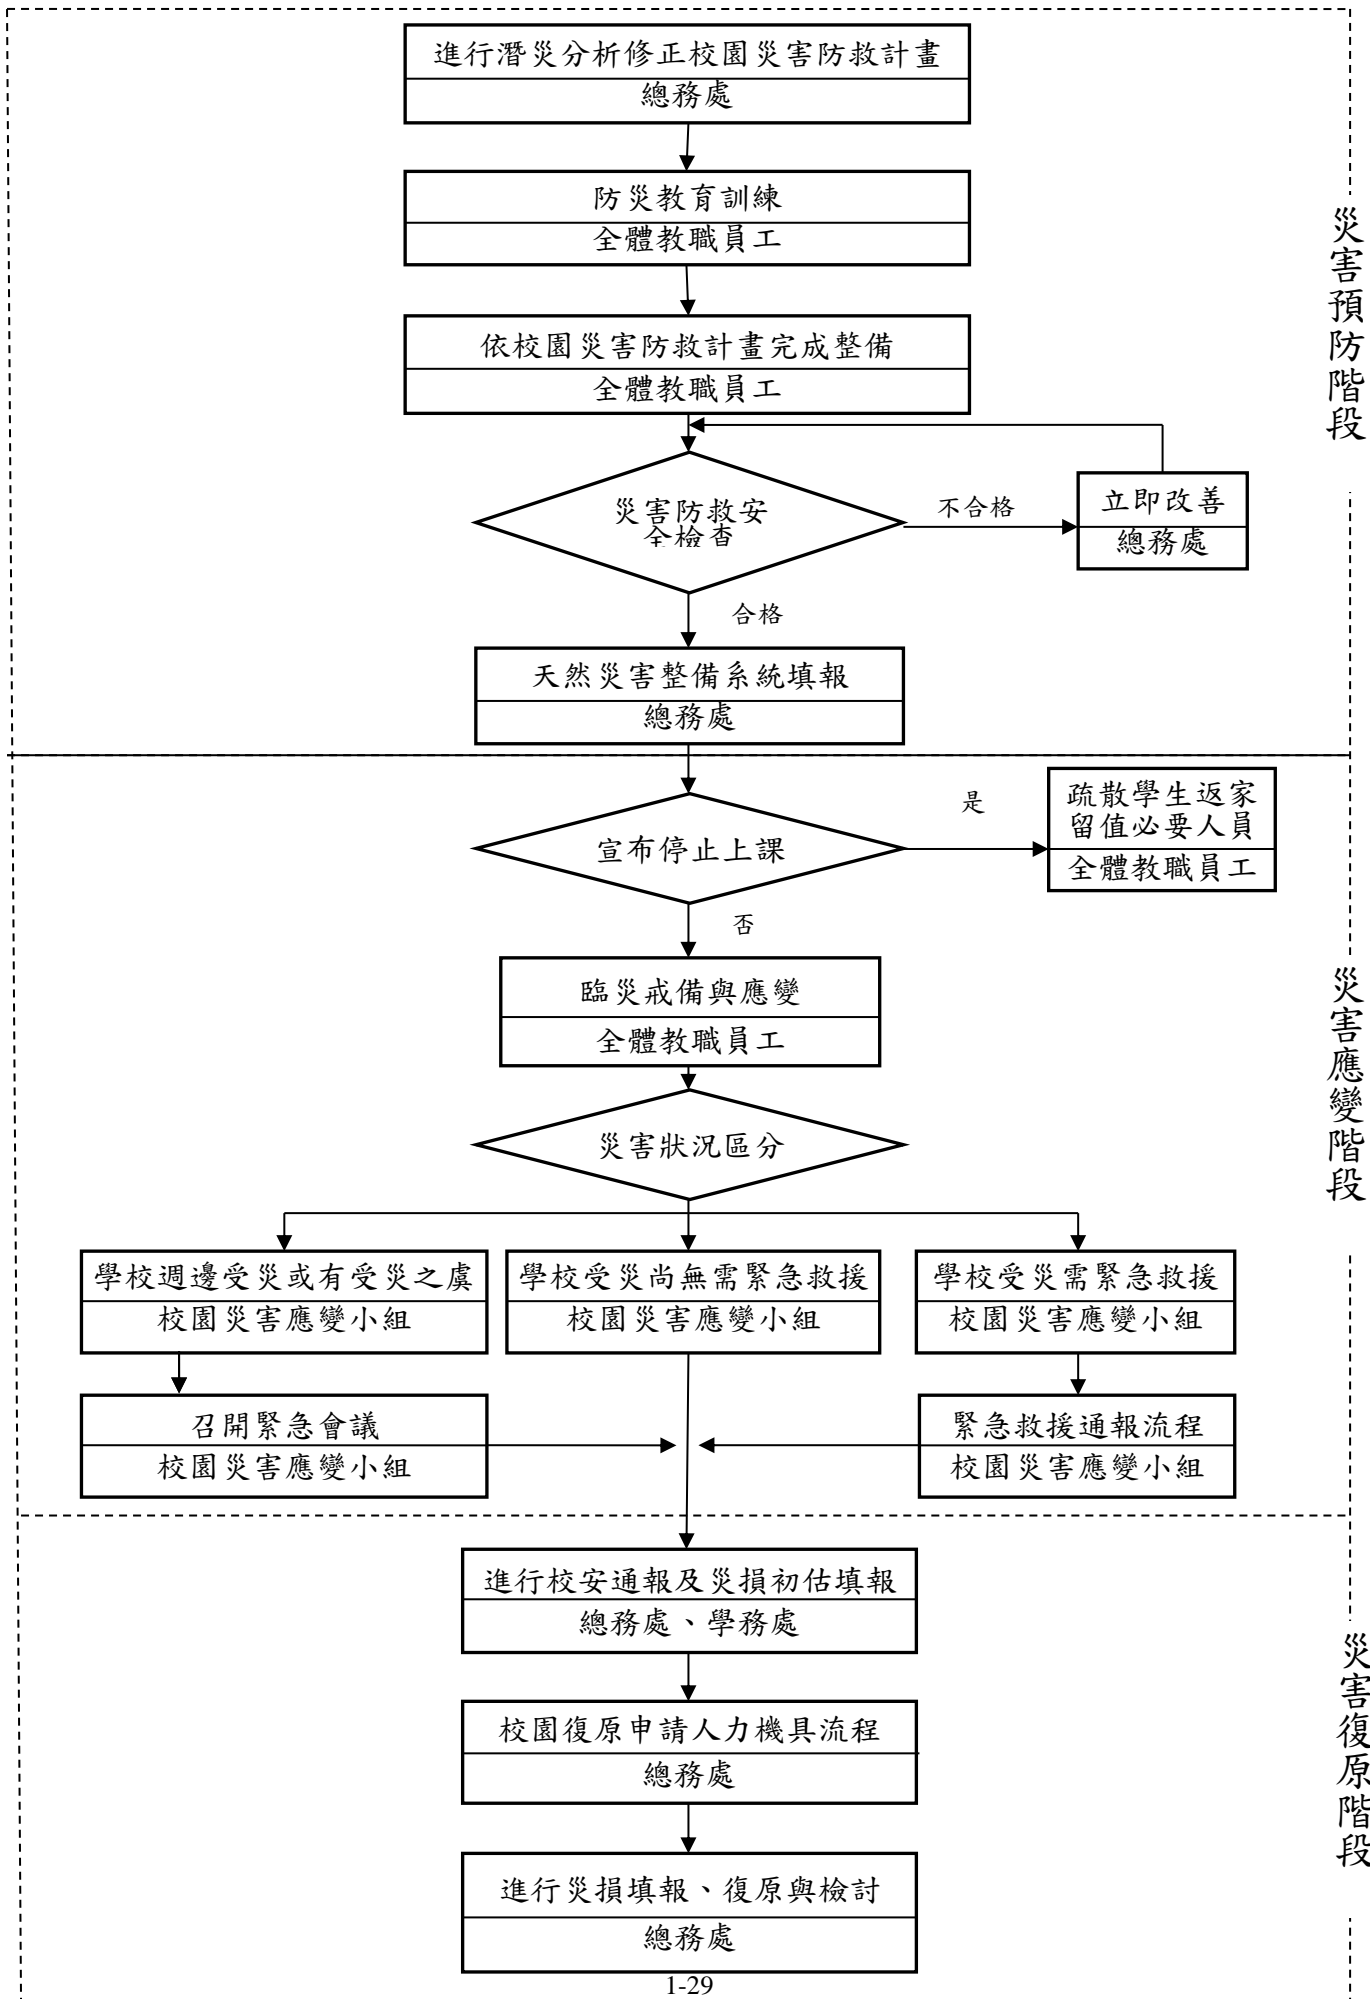 進行潛災分析修正校園災害防救計畫
總務處
防災教育訓練
全體教職員工
依校園災害防救計畫完成整備
全體教職員工
災害防救安
全檢查
不合格
立即改善
總務處
合格
天然災害整備系統填報
總務處
災害預防階段
宣布停止上課
是
疏散學生返家
留值必要人員
全體教職員工
否
臨災戒備與應變
全體教職員工
災害狀況區分
學校週邊受災或有受災之虞
校園災害應變小組
學校受災尚無需緊急救援
校園災害應變小組
學校受災需緊急救援
校園災害應變小組
召開緊急會議
校園災害應變小組
緊急救援通報流程
校園災害應變小組
災害應變階段
進行校安通報及災損初估填報
總務處、學務處
校園復原申請人力機具流程
總務處
進行災損填報、復原與檢討
總務處
災害復原階段
1-29